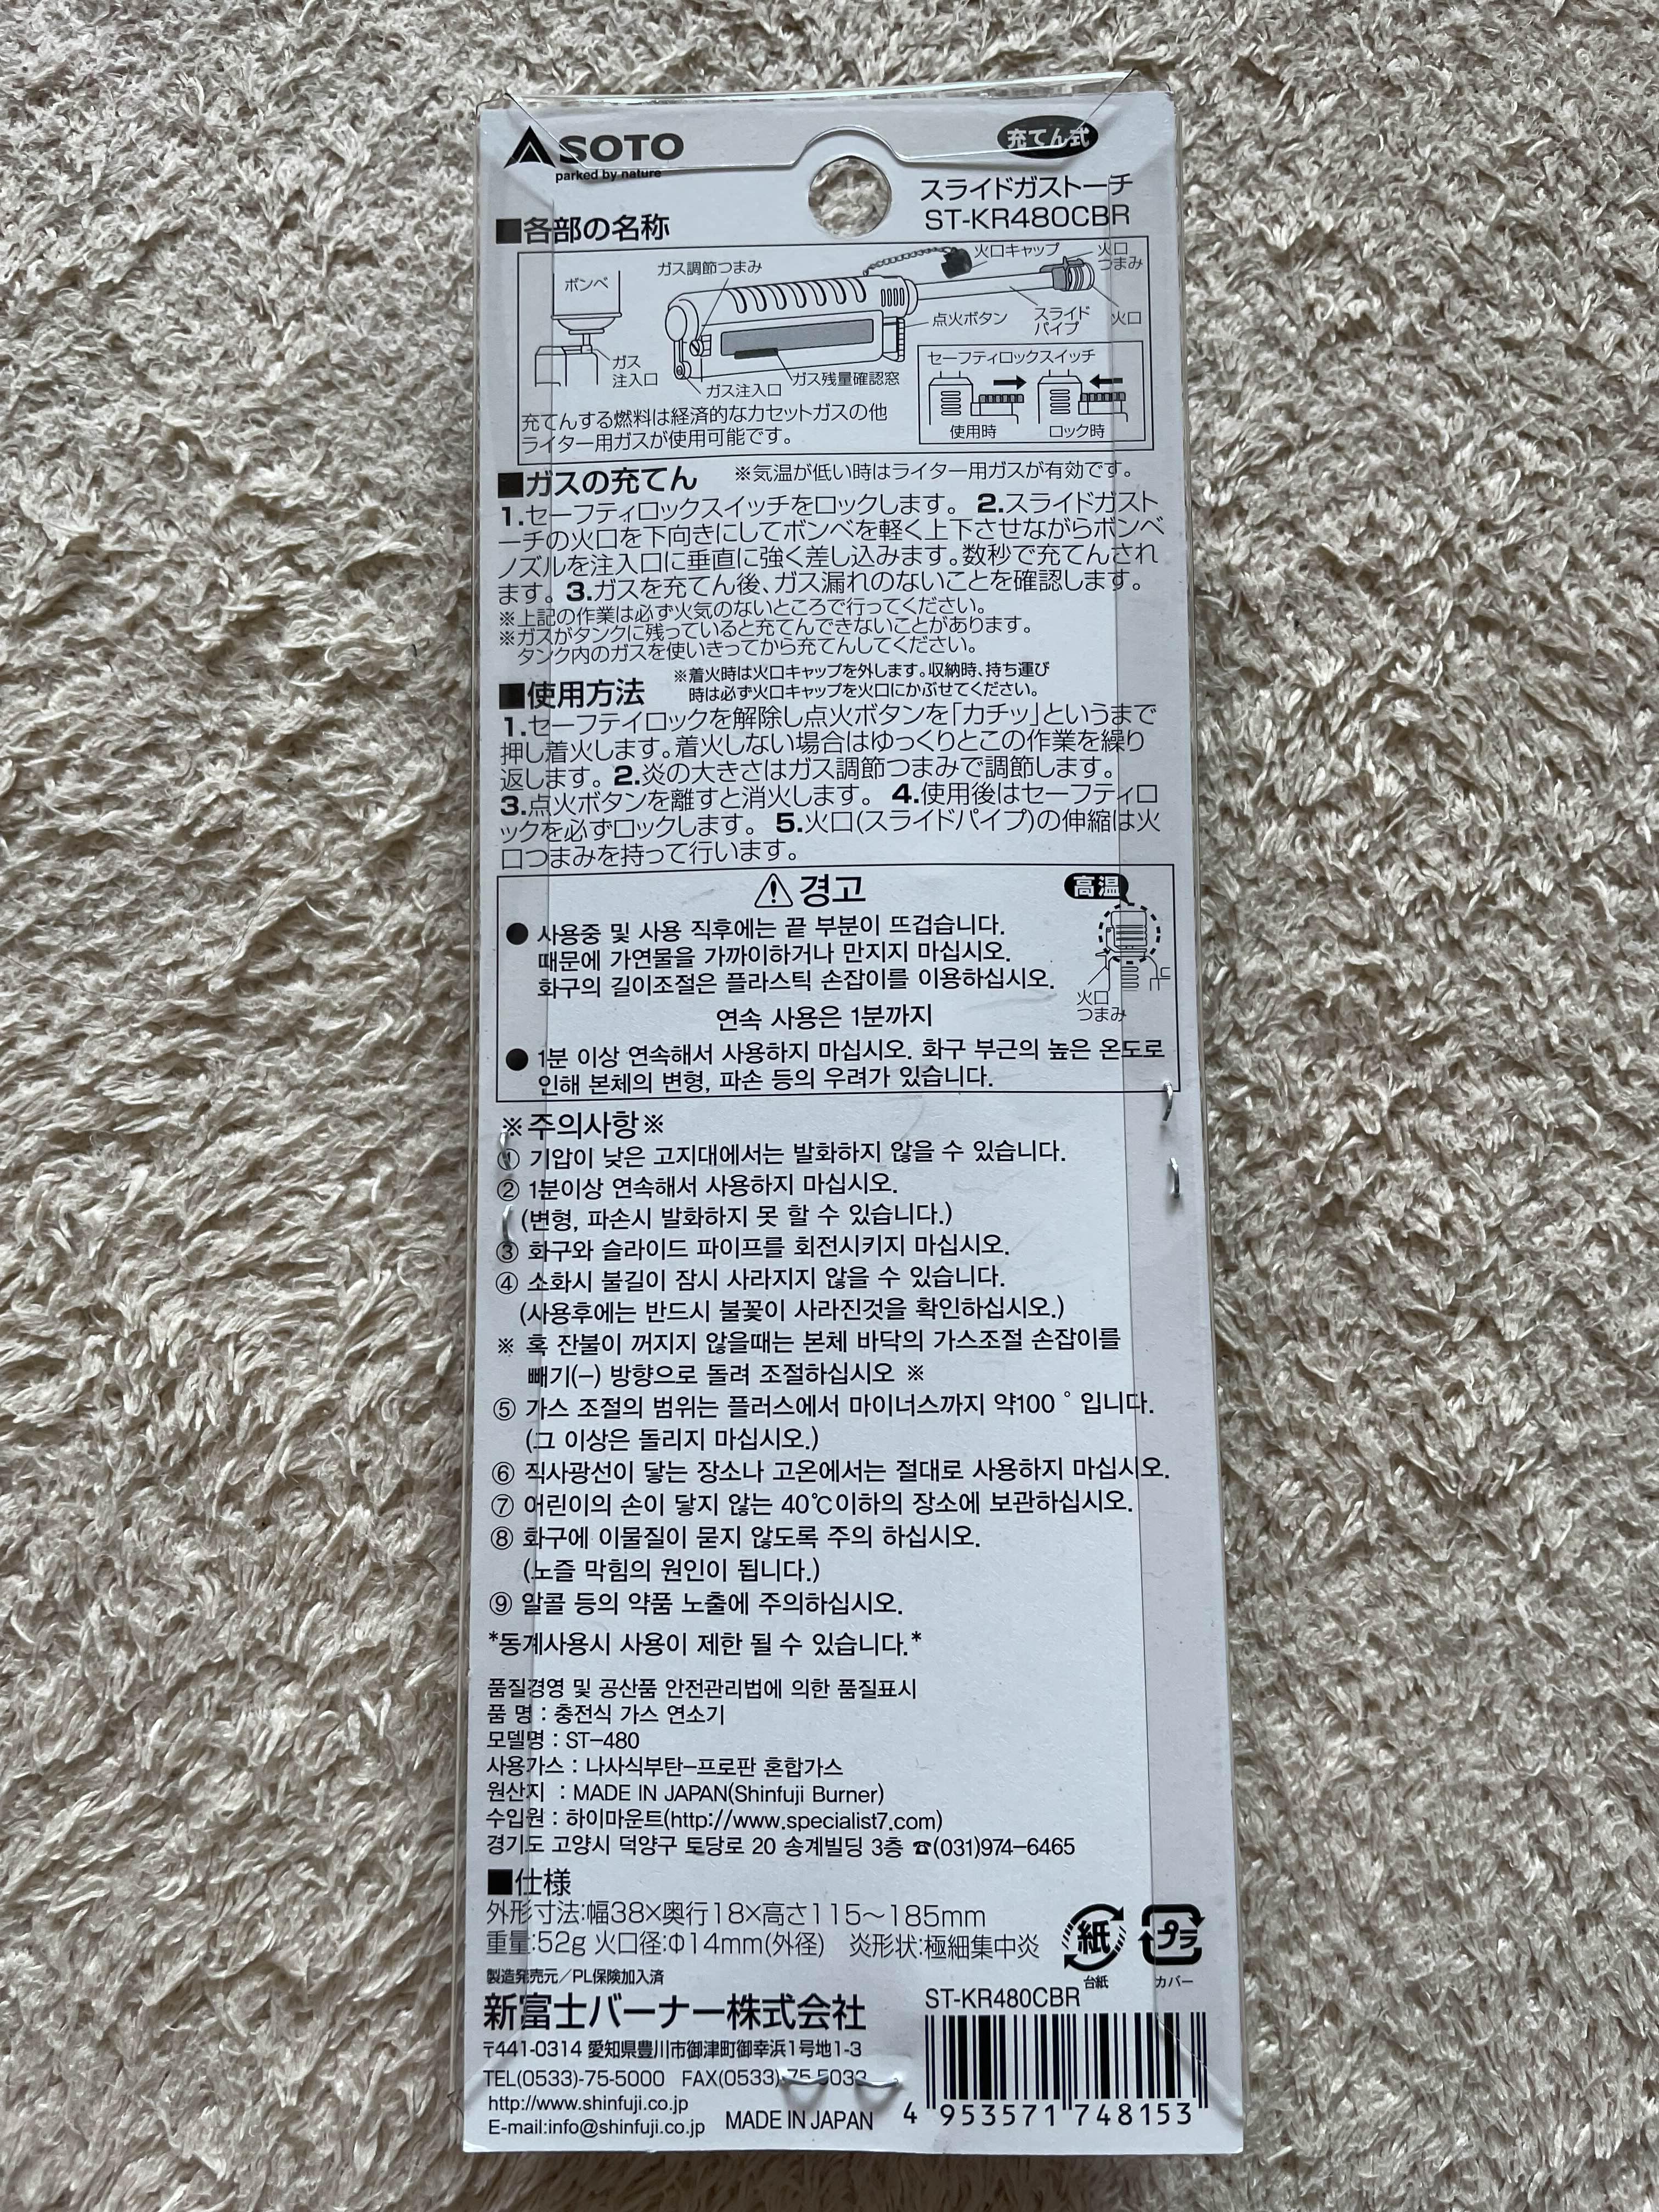 SOTO
parked by nature
充てん式
スライドガストーチ
ST-KR480CBR
■各部の名称
ボンベ
ガス調節つまみ
火口キャップ
火口
つまみ
点火ボタン
スライド
パイプ
火口
ガス
注入口
ガス注入口
ガス残量確認窓
セーフティロックスイッチ
使用時
ロック時
充てんする燃料は経済的なカセットガスの他
ライター用ガスが使用可能です。
■ガスの充てん ※気温が低い時はライター用ガスが有効です。
1.セーフティロックスイッチをロックします。 2.スライドガスト
ーチの火口を下向きにしてボンベを軽く上下させながらボンベ
ノズルを注入口に垂直に強く差し込みます。数秒で充てんされ
ます。 3.ガスを充てん後、ガス漏れのないことを確認します。
※上記の作業は必ず火気のないところで行ってください。
※ガスがタンクに残っていると充てんできないことがあります。
タンク内のガスを使いきってから充てんしてください。
■使用方法
※着火時は火口キャップを外します。収納時、持ち運び
時は必ず火口キャップを火口にかぶせてください。
1.セーフテイロックを解除し点火ボタンを「カチッ」というまで
押し着火します。着火しない場合はゆっくりとこの作業を繰り
返します。 2.炎の大きさはガス調節つまみで調節します。
3.点火ボタンを離すと消火します。 4.使用後はセーフティロ
ックを必ずロックします。 5.火口(スライドパイプ)の伸縮は火
口つまみを持って行います。
⚠경고
高温
● 사용중 및 사용 직후에는 끝 부분이 뜨겁습니다.
때문에 가연물을 가까이하거나 만지지 마십시오.
화구의 길이조절은 플라스틱 손잡이를 이용하십시오.
火口
つまみ
연속 사용은 1분까지
● 1분 이상 연속해서 사용하지 마십시오. 화구 부근의 높은 온도로
인해 본체의 변형, 파손 등의 우려가 있습니다.
※주의사항※
① 기압이 낮은 고지대에서는 발화하지 않을 수 있습니다.
② 1분이상 연속해서 사용하지 마십시오.
(변형, 파손시 발화하지 못 할 수 있습니다.)
③ 화구와 슬라이드 파이프를 회전시키지 마십시오.
④ 소화시 불길이 잠시 사라지지 않을 수 있습니다.
(사용후에는 반드시 불꽃이 사라진것을 확인하십시오.)
※ 혹 잔불이 꺼지지 않을때는 본체 바닥의 가스조절 손잡이를
빼기(-) 방향으로 돌려 조절하십시오 ※
⑤ 가스 조절의 범위는 플러스에서 마이너스까지 약100 ° 입니다.
(그 이상은 돌리지 마십시오.)
⑥ 직사광선이 닿는 장소나 고온에서는 절대로 사용하지 마십시오.
⑦ 어린이의 손이 닿지 않는 40℃이하의 장소에 보관하십시오.
⑧ 화구에 이물질이 묻지 않도록 주의 하십시오.
(노즐 막힘의 원인이 됩니다.)
⑨ 알콜 등의 약품 노출에 주의하십시오.
*동계사용시 사용이 제한 될 수 있습니다.*
품질경영 및 공산품 안전관리법에 의한 품질표시
품 명 : 충전식 가스 연소기
모델명 : ST-480
사용가스 : 나사식부탄-프로판 혼합가스
원산지 : MADE IN JAPAN(Shinfuji Burner)
수입원 : 하이마운트(http://www.specialist7.com)
경기도 고양시 덕양구 토당로 20 송계빌딩 3층 ☎(031)974-6465
■仕様
外形寸法:幅38×奥行18×高さ115～185mm
重量:52g 火口径:Φ14mm(外径) 炎形状:極細集中炎
紙
台紙
プラ
カバー
製造発売元／PL保険加入済
新富士バーナー株式会社
〒441-0314 愛知県豊川市御津町御幸浜1号地1-3
TEL(0533)-75-5000 FAX(0533)-75-5033
http://www.shinfuji.co.jp
E-mail:info@shinfuji.co.jp MADE IN JAPAN
ST-KR480CBR
4 953571 748153